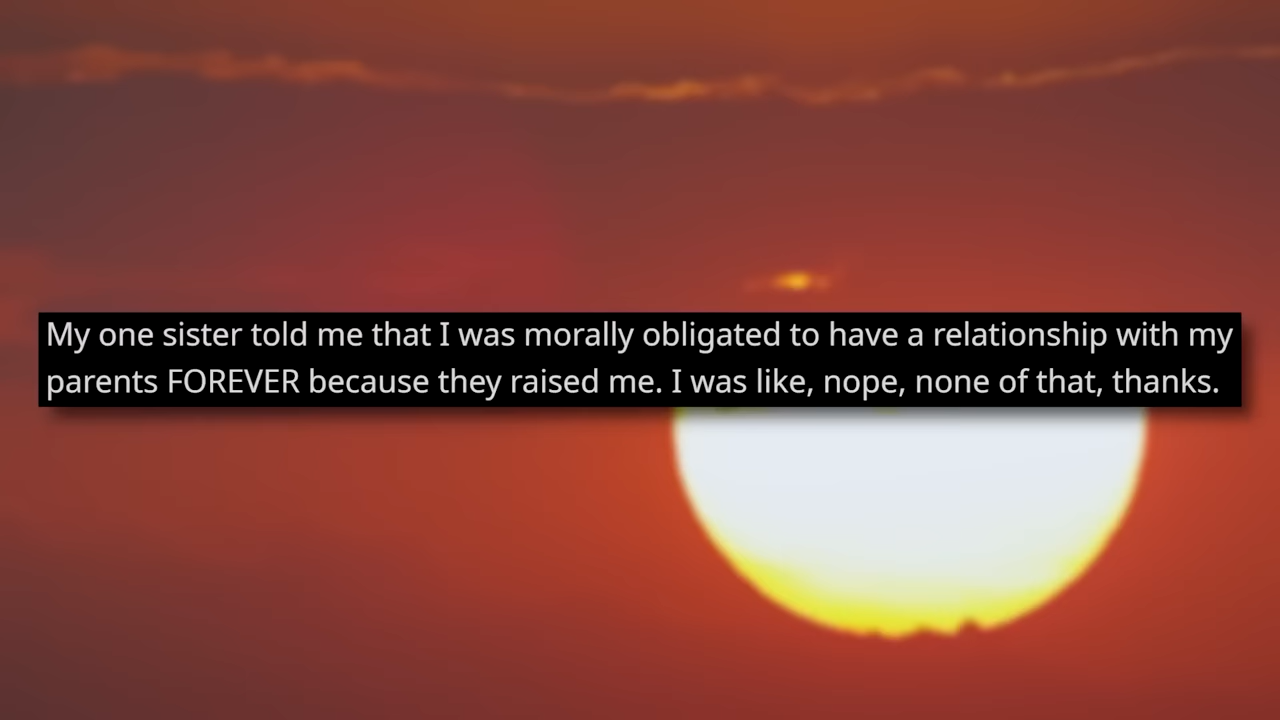 My one sister told me that I was morally obligated to have a relationship with my
parents FOREVER because they raised me. I was like, nope, none of that, thanks.